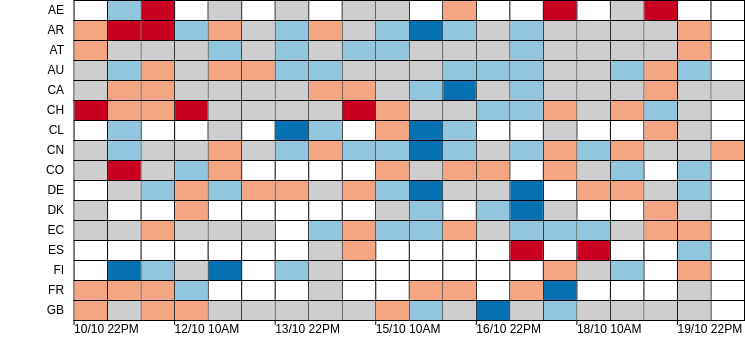 AE
AR
AT
AU
CA
CH
CL
CN
CO
DE
DK
EC
ES
FI
FR
GB
10/10 22PM 12/10 10AM 13/10 22PM 15/10 10AM 16/10 22PM 18/10 10AM 19/10 22PM